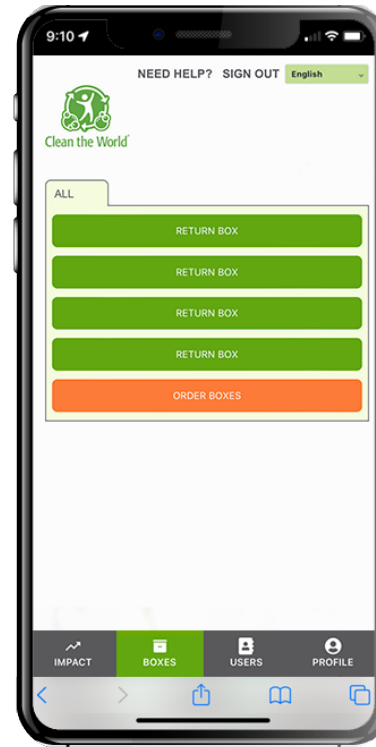 9:10
NEED HELP? SIGN OUT English
Clean the World
ALL
RETURN BOX
RETURN BOX
RETURN BOX
RETURN BOX
ORDER BOXES
IMPACT BOXES USERS PROFILE